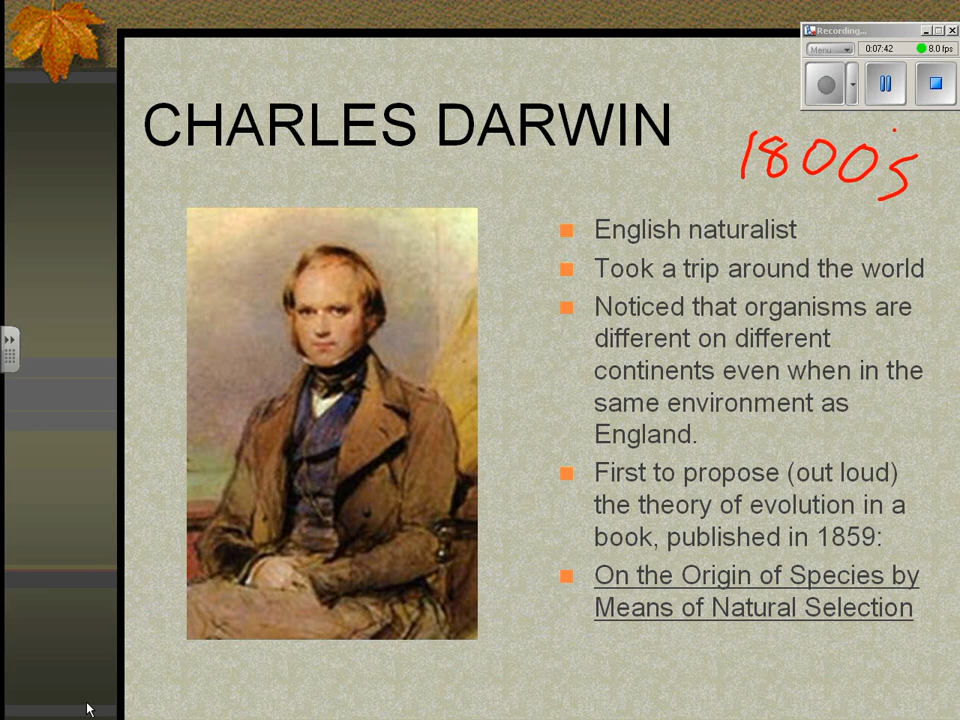 Recording...
Menu
0:07:42
8.0 fps
CHARLES DARWIN
1800s
English naturalist
Took a trip around the world
Noticed that organisms are
different on different
continents even when in the
same environment as
England.
First to propose (out loud)
the theory of evolution in a
book, published in 1859:
On the Origin of Species by
Means of Natural Selection